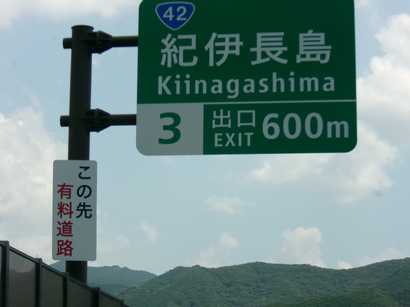 42
紀伊長島
Kiinagashima
3 出口 EXIT 600m
この先
有料道路